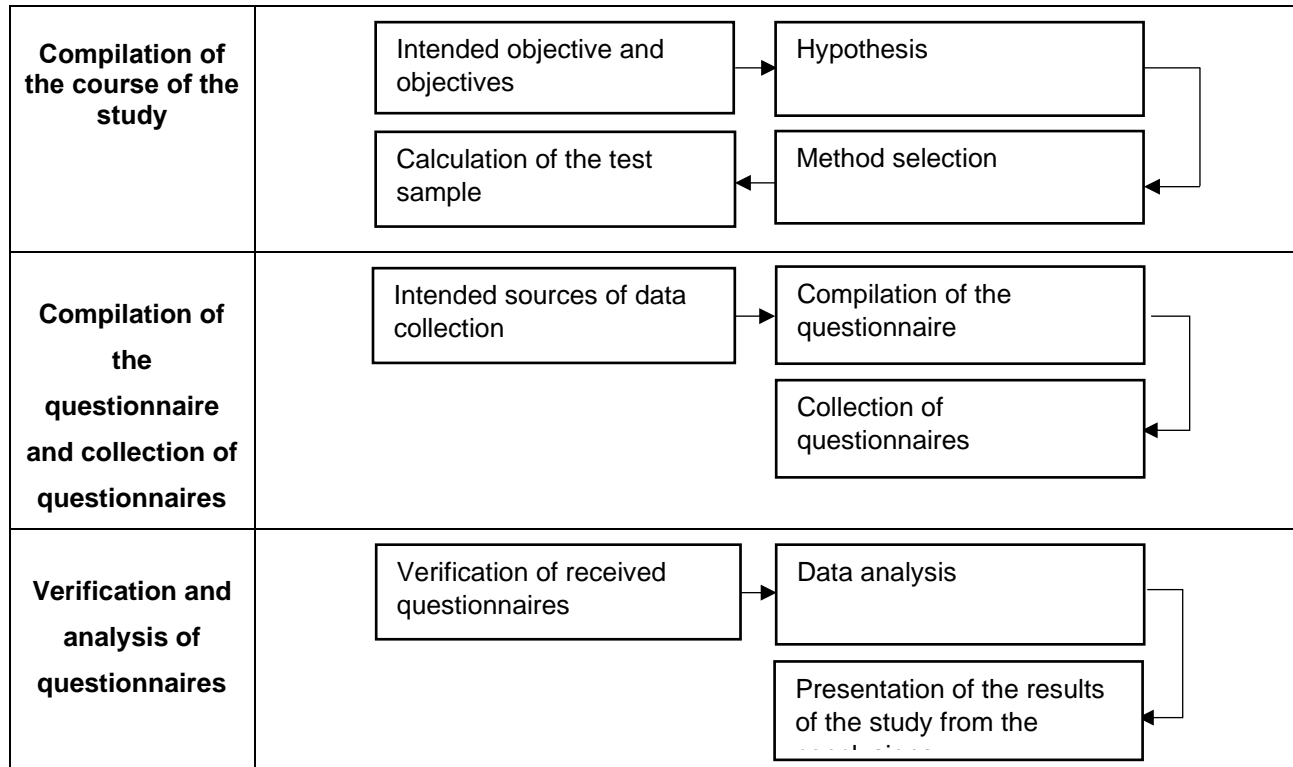 Compilation of
the course of the
study
Intended objective and
objectives
Hypothesis
Calculation of the test
sample
Method selection
Compilation of
the
questionnaire
and collection of
questionnaires
Intended sources of data
collection
Compilation of the
questionnaire
Collection of
questionnaires
Verification and
analysis of
questionnaires
Verification of received
questionnaires
Data analysis
Presentation of the results
of the study from the